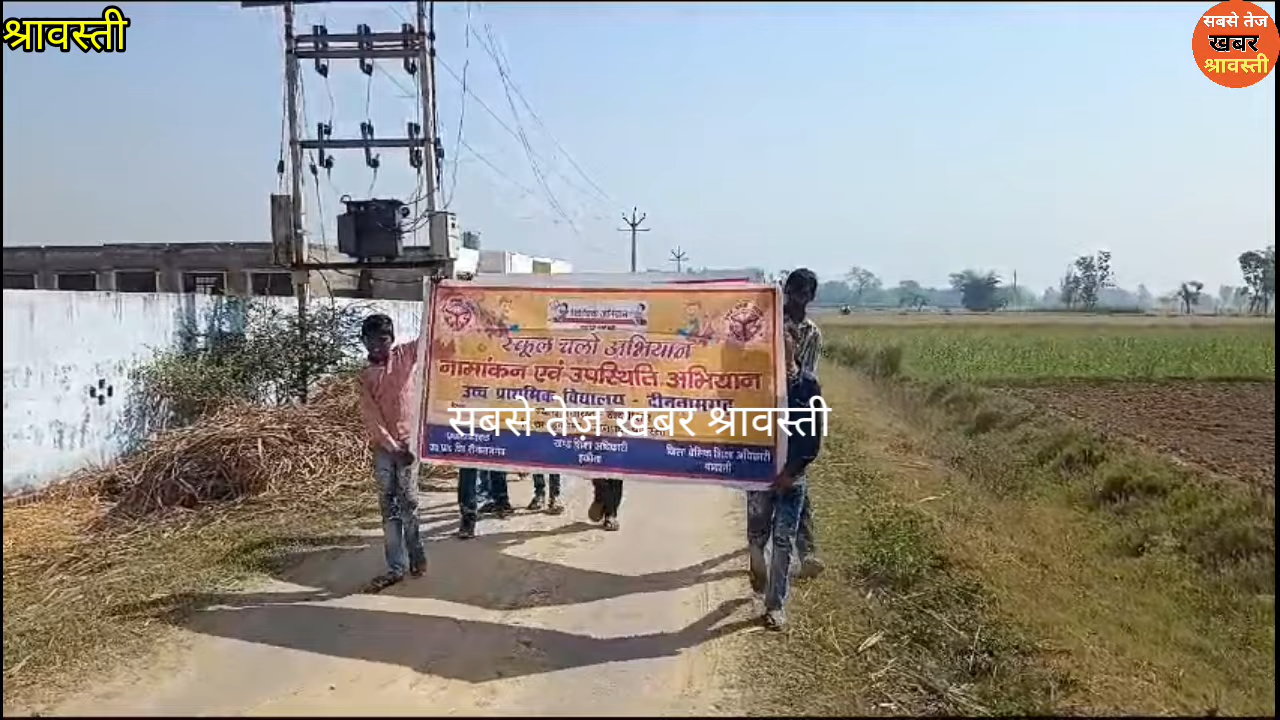 श्रावस्ती
सबसे तेज
खबर
श्रावस्ती
स्कूल चलो अभियान
नामांकन एवं उपस्थिति अभियान
उच्च प्राथमिक विद्यालय -
सबसे तेज़ खबर श्रावस्ती
खण्ड शिक्षा अधिकारी
इकौना
जिला बेसिक शिक्षा अधिकारी
श्रावस्ती